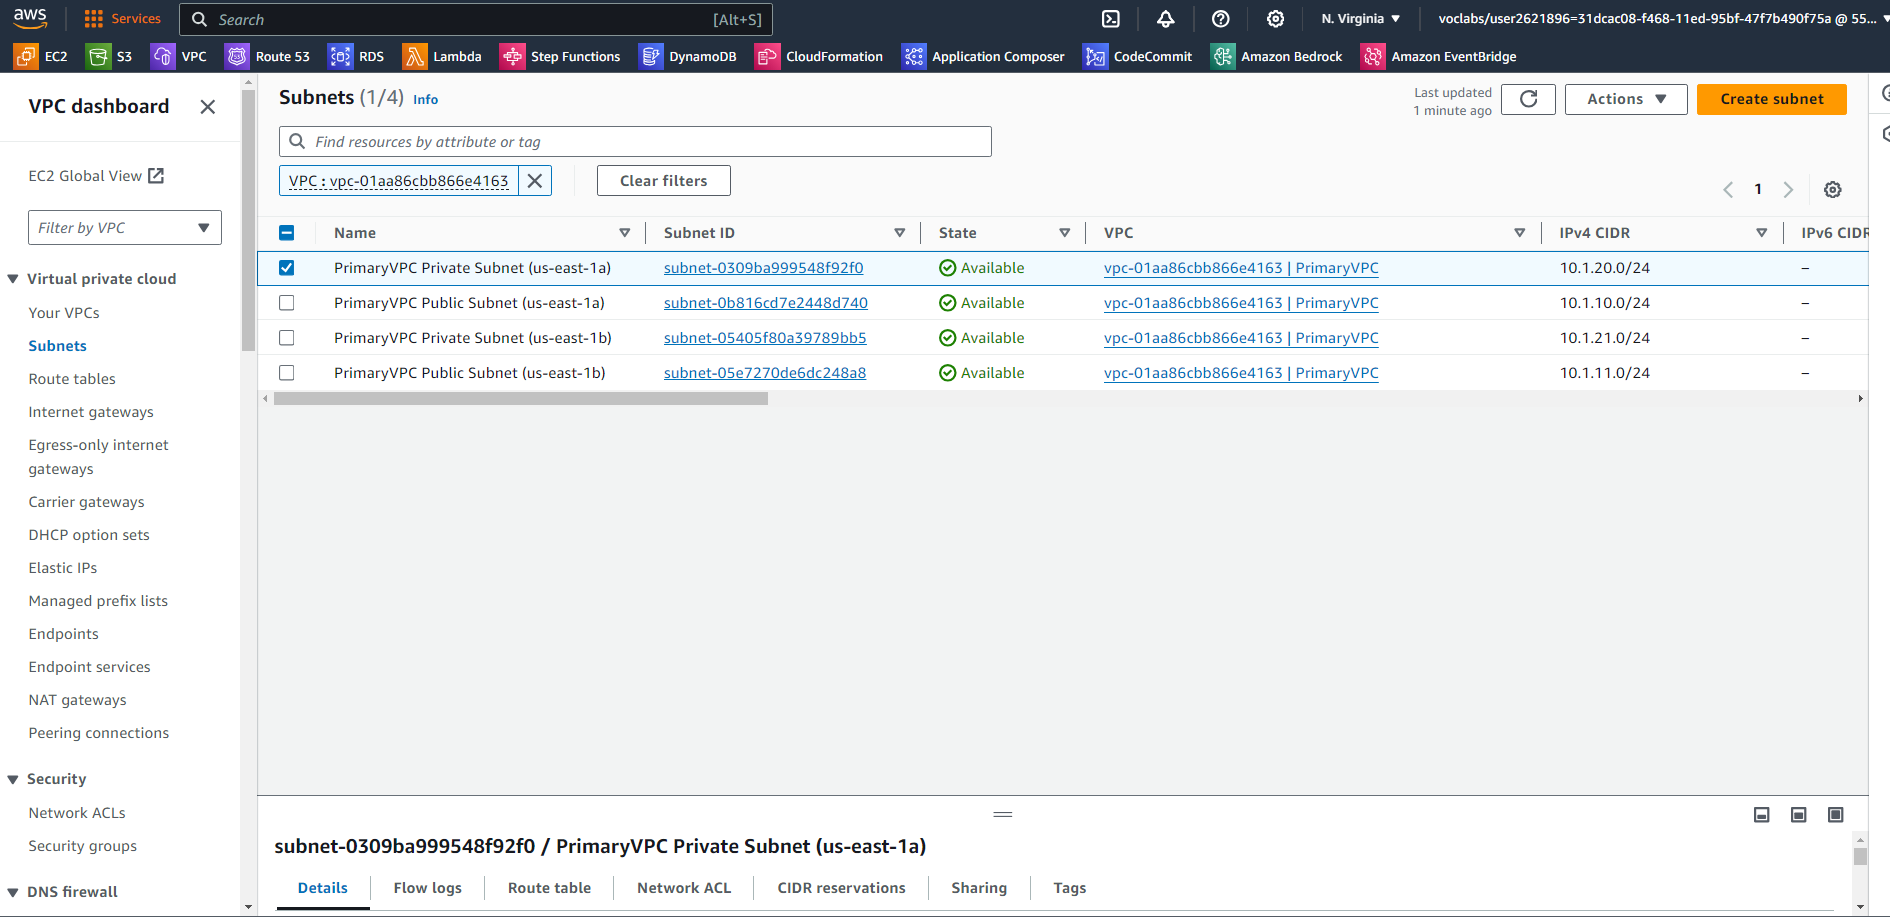 aws
Services
Search [Alt+S]
N. Virginia
voclabs/user2621896=31dcac08-f468-11ed-95bf-47f7b490f75a @ 55...
EC2 S3 VPC Route 53 RDS Lambda Step Functions DynamoDB CloudFormation Application Composer CodeCommit Amazon Bedrock Amazon EventBridge
VPC dashboard
EC2 Global View
Filter by VPC
Virtual private cloud
Your VPCs
Subnets
Route tables
Internet gateways
Egress-only internet
gateways
Carrier gateways
DHCP option sets
Elastic IPs
Managed prefix lists
Endpoints
Endpoint services
NAT gateways
Peering connections
Security
Network ACLs
Security groups
DNS firewall
Subnets (1/4) Info
Last updated
1 minute ago
Actions
Create subnet
Find resources by attribute or tag
VPC : vpc-01aa86cbb866e4163
Clear filters
1
Name Subnet ID State VPC IPv4 CIDR IPv6 CIDR
PrimaryVPC Private Subnet (us-east-1a) subnet-0309ba999548f92f0 Available vpc-01aa86cbb866e4163 | PrimaryVPC 10.1.20.0/24 –
PrimaryVPC Public Subnet (us-east-1a) subnet-0b816cd7e2448d740 Available vpc-01aa86cbb866e4163 | PrimaryVPC 10.1.10.0/24 –
PrimaryVPC Private Subnet (us-east-1b) subnet-05405f80a39789bb5 Available vpc-01aa86cbb866e4163 | PrimaryVPC 10.1.21.0/24 –
PrimaryVPC Public Subnet (us-east-1b) subnet-05e7270de6dc248a8 Available vpc-01aa86cbb866e4163 | PrimaryVPC 10.1.11.0/24 –
subnet-0309ba999548f92f0 / PrimaryVPC Private Subnet (us-east-1a)
Details Flow logs Route table Network ACL CIDR reservations Sharing Tags